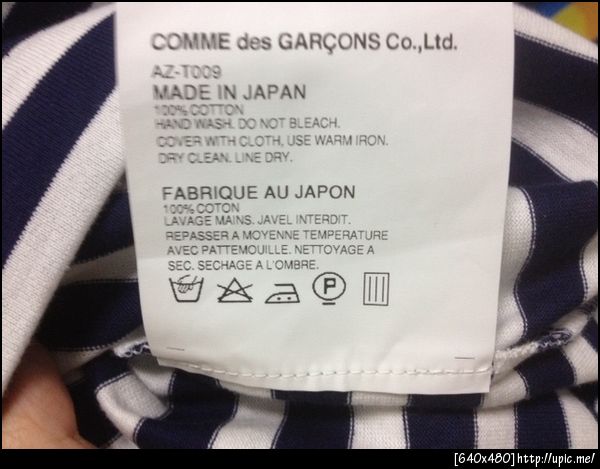 COMME des GARÇONS Co.,Ltd.
AZ-T009
MADE IN JAPAN
100% COTTON
HAND WASH. DO NOT BLEACH.
COVER WITH CLOTH, USE WARM IRON.
DRY CLEAN. LINE DRY.
FABRIQUE AU JAPON
100% COTON
LAVAGE MAINS. JAVEL INTERDIT.
REPASSER A MOYENNE TEMPERATURE
AVEC PATTEMOUILLE. NETTOYAGE A
SEC. SECHAGE A L'OMBRE.
P
[640x480]http://upic.me/